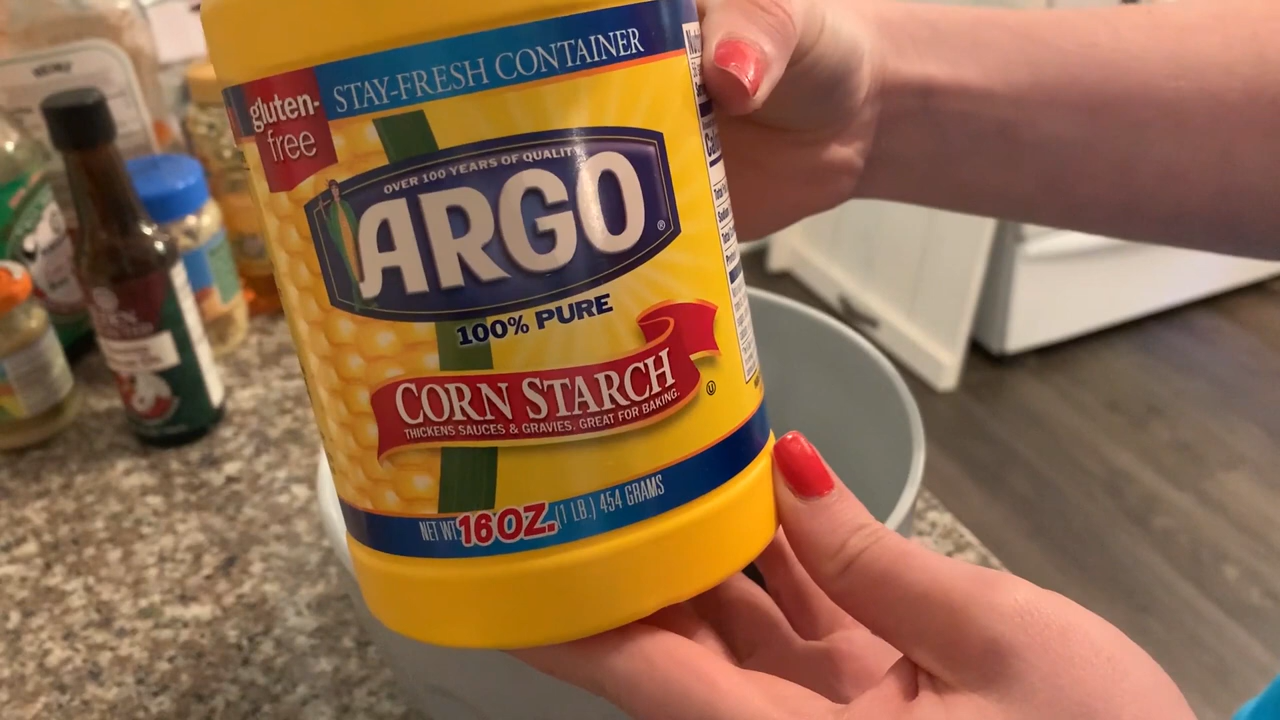 STAY-FRESH CONTAINER
gluten-
free
OVER 100 YEARS OF QUALITY
ARGO®
100% PURE
CORN STARCH
THICKENS SAUCES & GRAVIES. GREAT FOR BAKING.
NET WT. 16 OZ. (1 LB.) 454 GRAMS